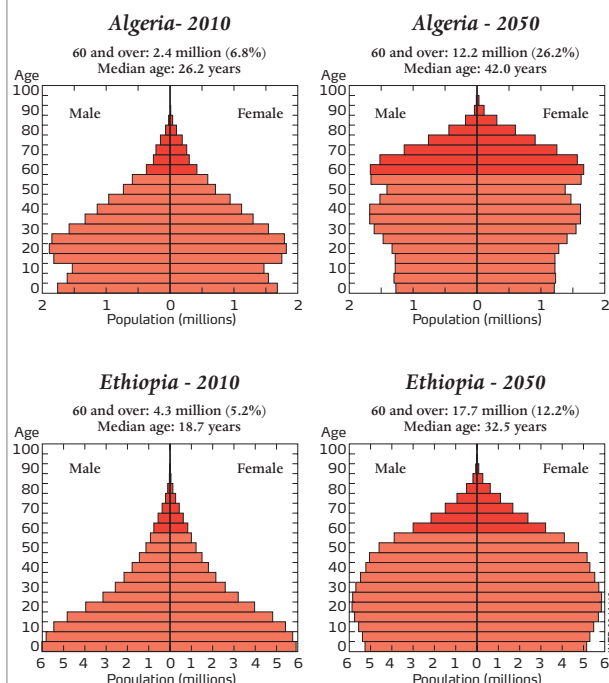 Algeria- 2010
60 and over: 2.4 million (6.8%)
Median age: 26.2 years
Age
100
90
80
70
60
50
40
30
20
10
0
Male
Female
2 1 0 1 2
Population (millions)
Algeria - 2050
60 and over: 12.2 million (26.2%)
Median age: 42.0 years
Age
100
90
80
70
60
50
40
30
20
10
0
Male
Female
2 1 0 1 2
Population (millions)
Ethiopia - 2010
60 and over: 4.3 million (5.2%)
Median age: 18.7 years
Age
100
90
80
70
60
50
40
30
20
10
0
Male
Female
6 5 4 3 2 1 0 1 2 3 4 5 6
Population (millions)
Ethiopia - 2050
60 and over: 17.7 million (12.2%)
Median age: 32.5 years
Age
100
90
80
70
60
50
40
30
20
10
0
Male
Female
6 5 4 3 2 1 0 1 2 3 4 5 6
Population (millions)